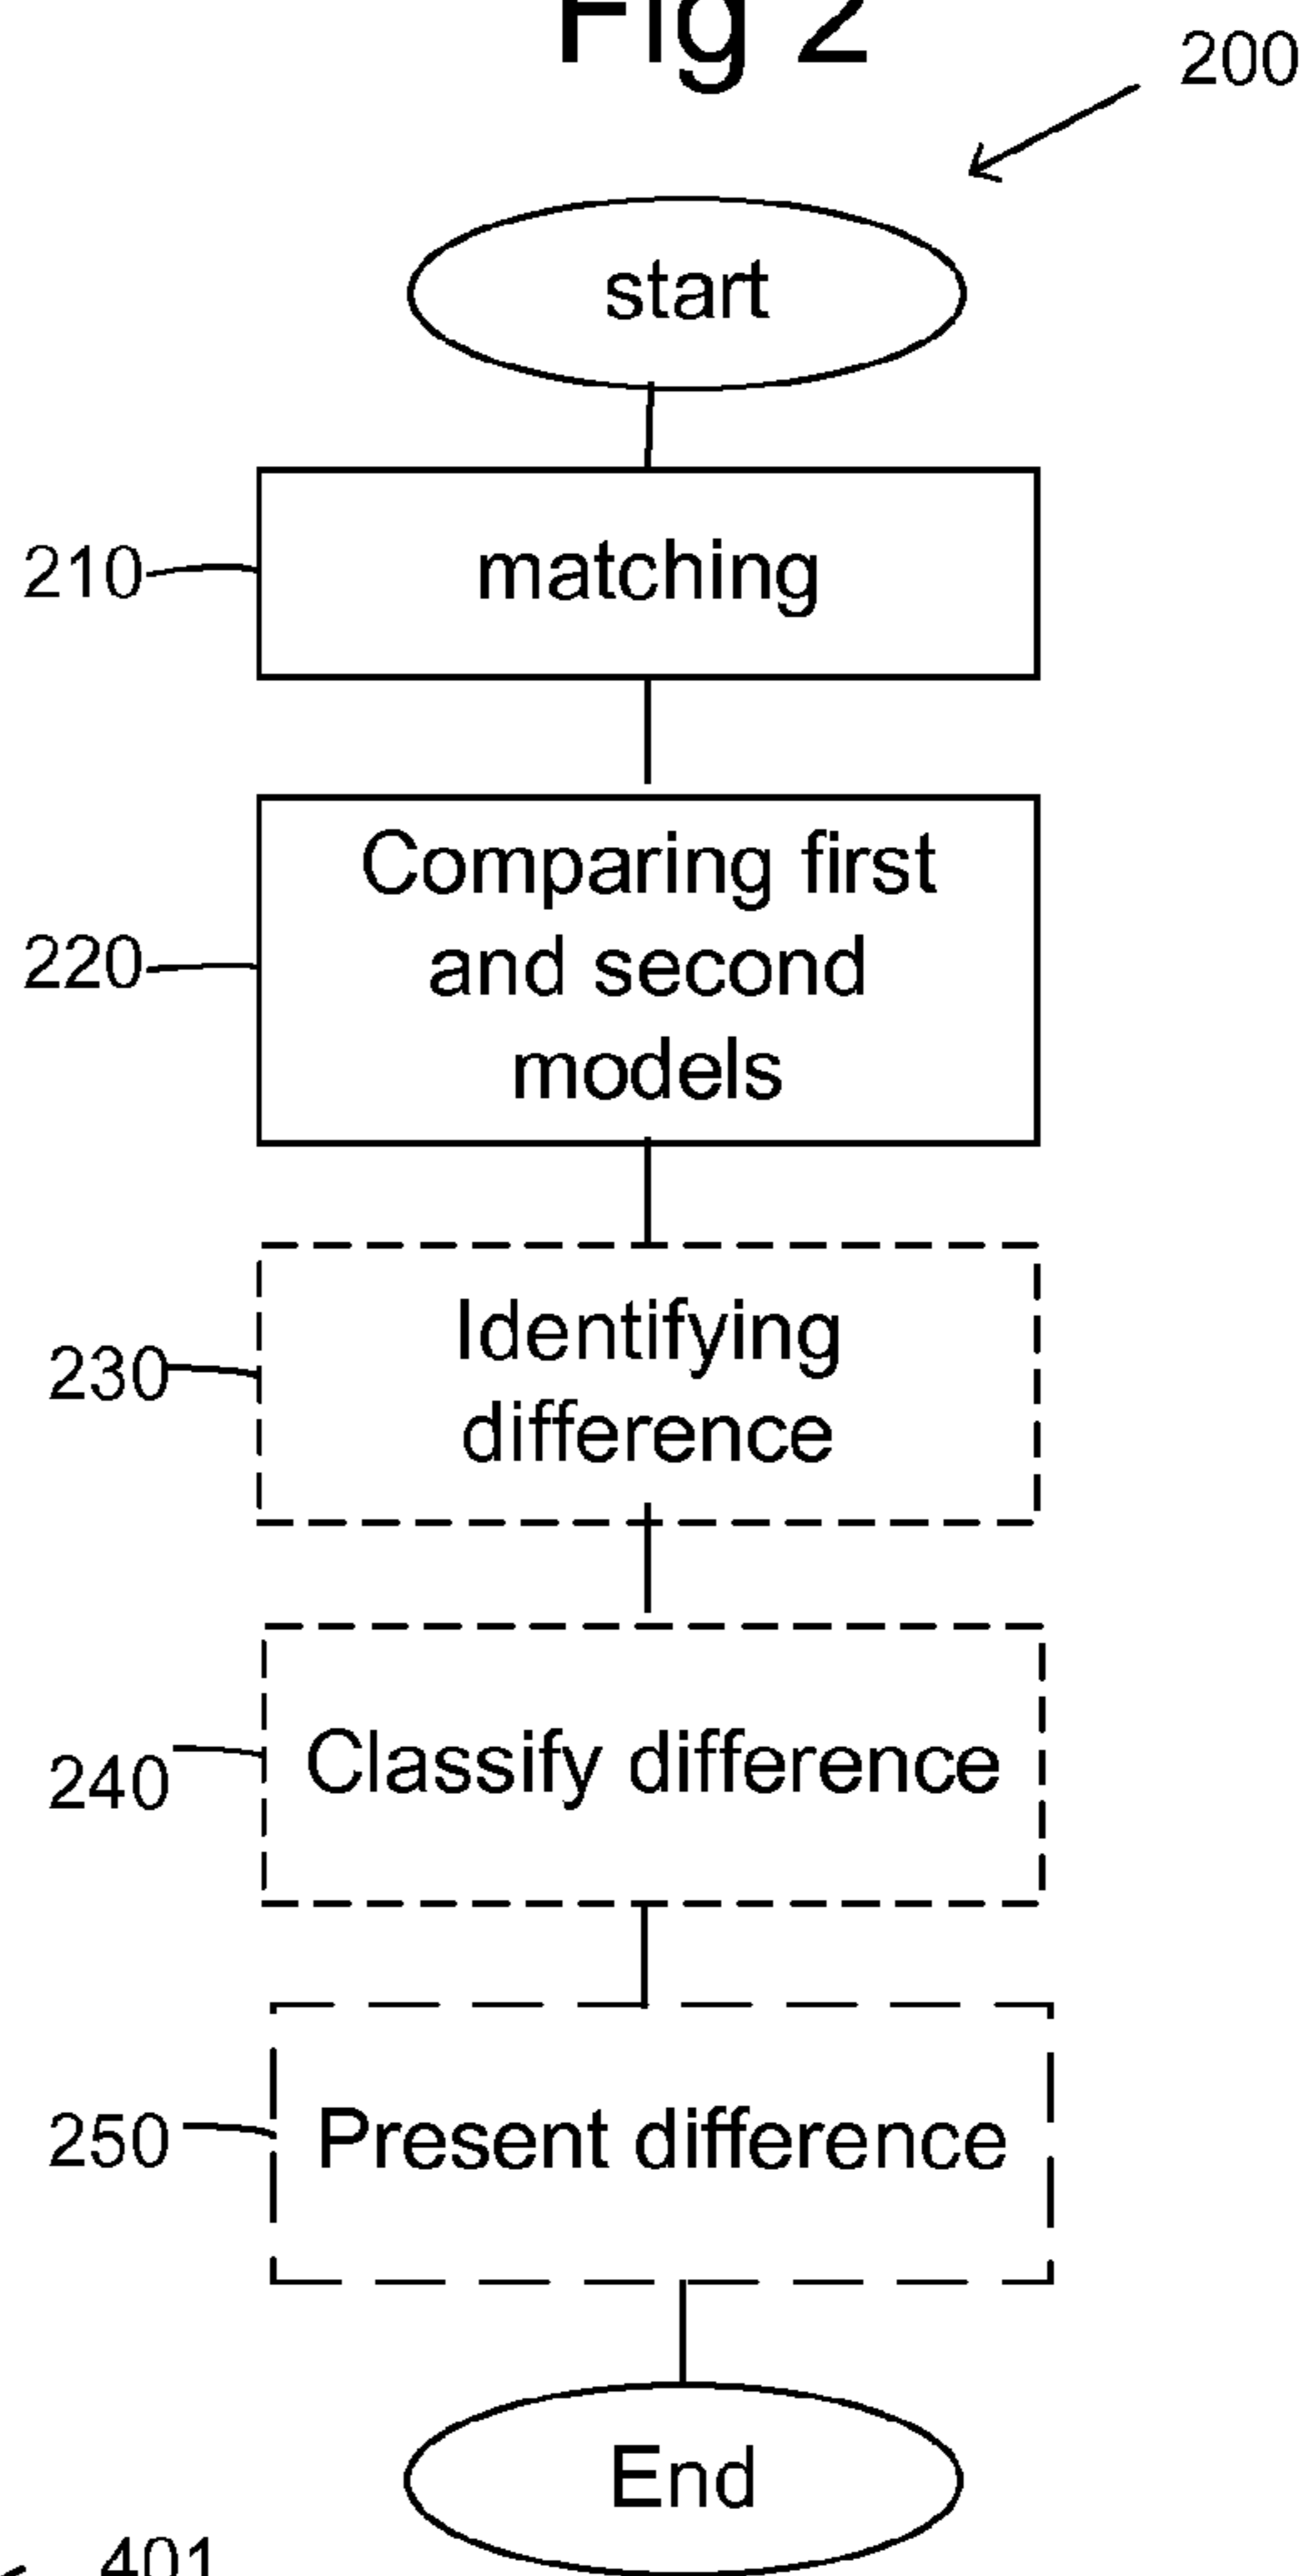 Fig 2
200
start
210
matching
220
Comparing first
and second
models
230
Identifying
difference
240
Classify difference
250
Present difference
End
401